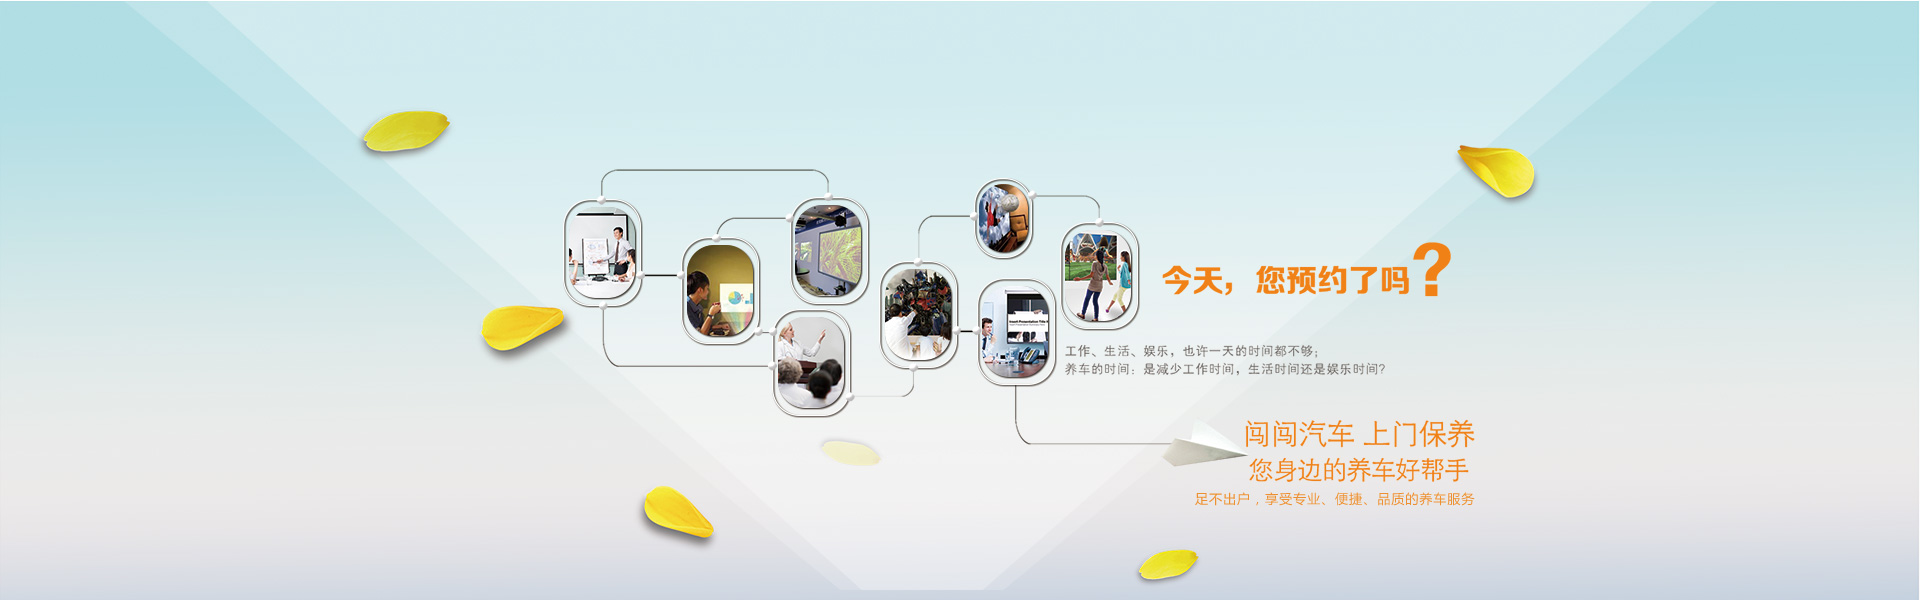 今天，您预约了吗？
工作、生活、娱乐，也许一天的时间都不够；
养车的时间：是减少工作时间，生活时间还是娱乐时间？
闯闯汽车 上门保养
您身边的养车好帮手
足不出户，享受专业、便捷、品质的养车服务